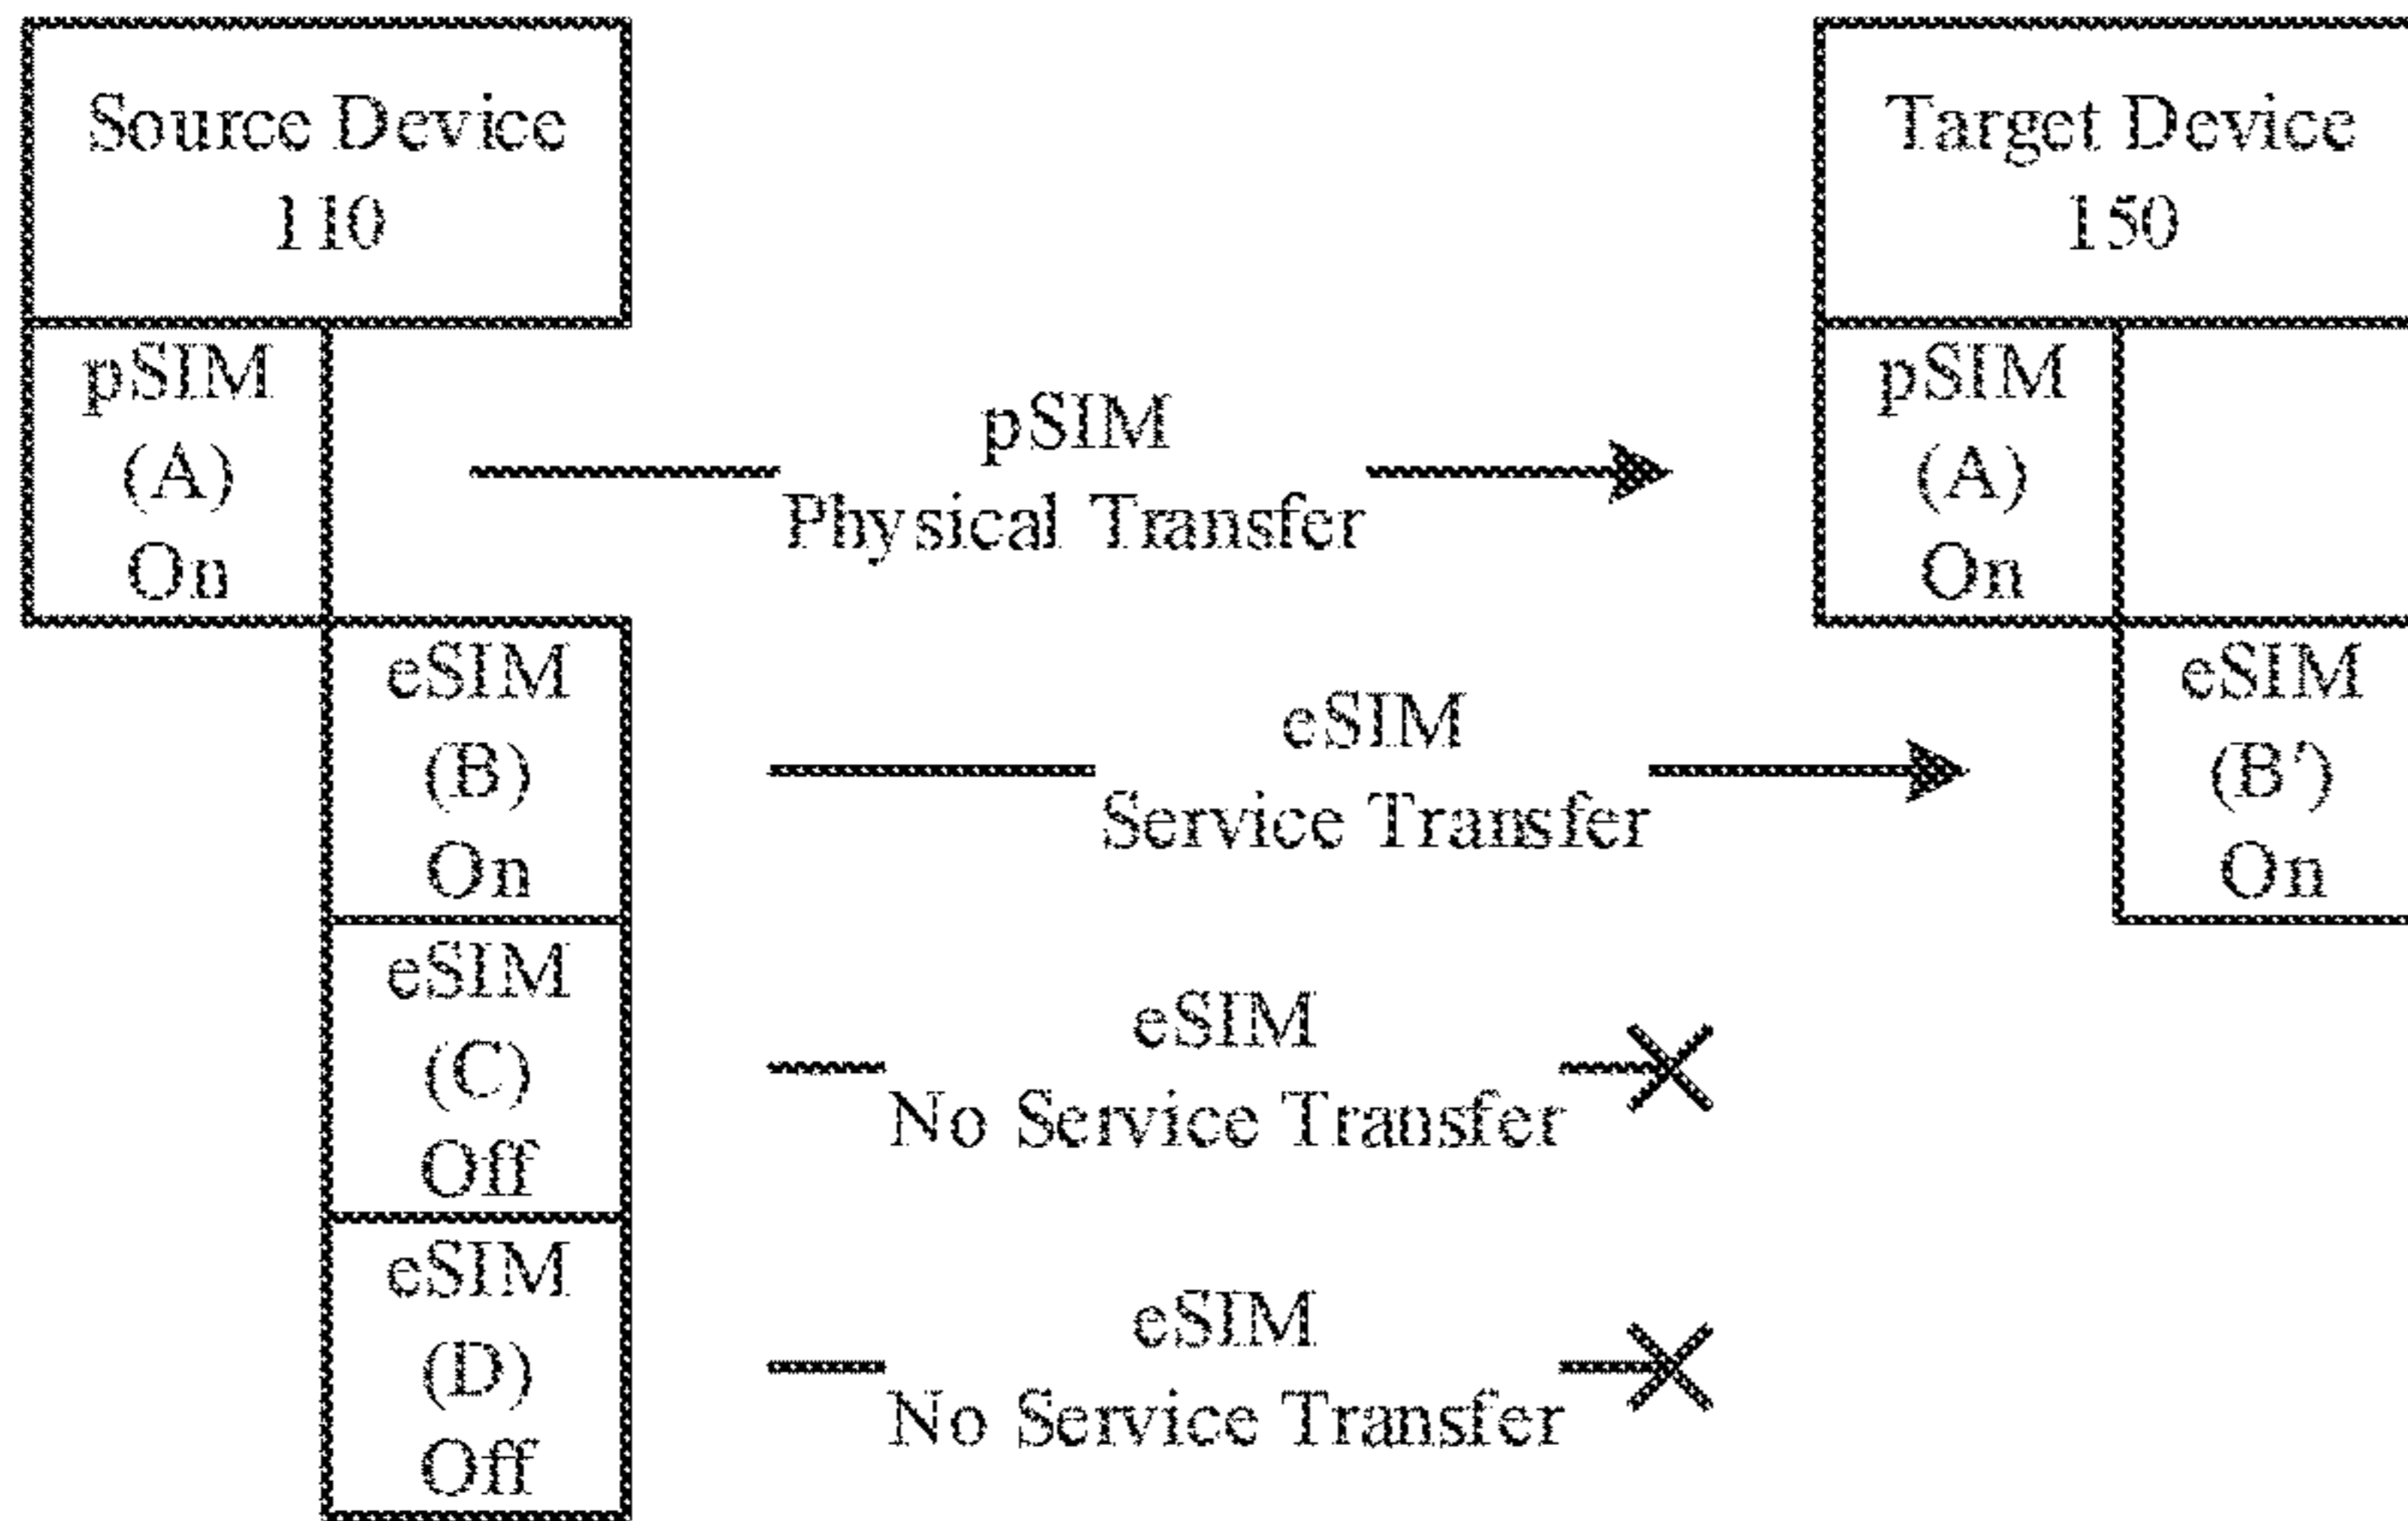 Source Device
110
Target Device
150
pSIM
(A)
On
pSIM
Physical Transfer
pSIM
(A)
On
eSIM
(B)
On
eSIM
Service Transfer
eSIM
(B')
On
eSIM
(C)
Off
eSIM
No Service Transfer
eSIM
(D)
Off
eSIM
No Service Transfer